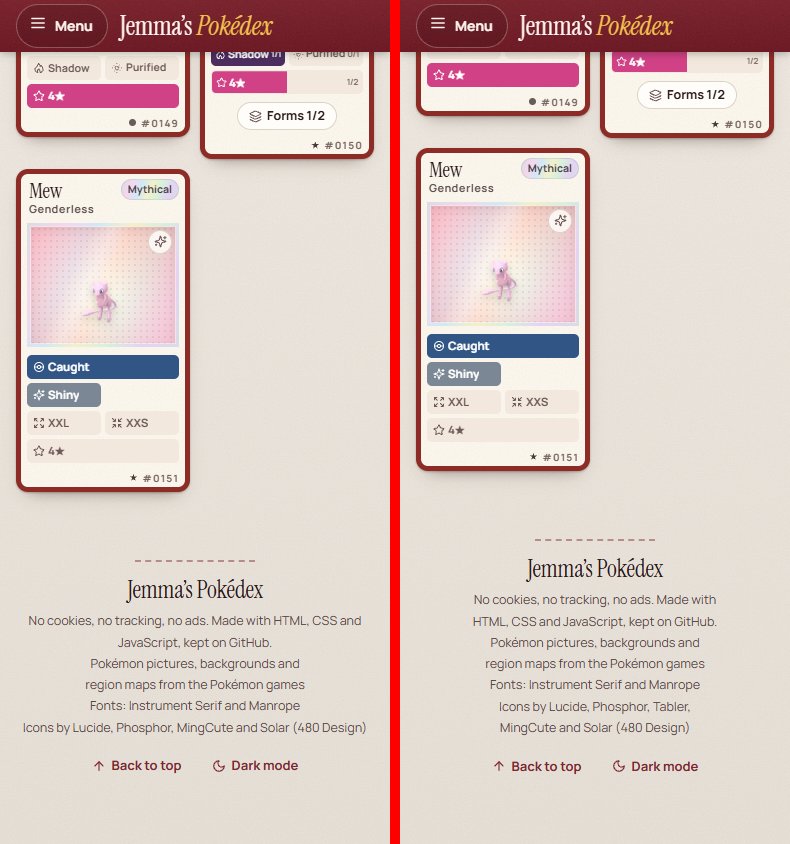 Menu
Jemma's Pokédex
Shadow
Purified
4★
#0149
Shadow 1/1
Purified 0/1
4★
1/2
Forms 1/2
★ #0150
Mew
Mythical
Genderless
Caught
Shiny
XXL
XXS
4★
★ #0151
Jemma's Pokédex
No cookies, no tracking, no ads. Made with HTML, CSS and
JavaScript, kept on GitHub.
Pokémon pictures, backgrounds and
region maps from the Pokémon games
Fonts: Instrument Serif and Manrope
Icons by Lucide, Phosphor, MingCute and Solar (480 Design)
Back to top
Dark mode
Menu
Jemma's Pokédex
4★
#0149
4★
1/2
Forms 1/2
★ #0150
Mew
Mythical
Genderless
Caught
Shiny
XXL
XXS
4★
★ #0151
Jemma's Pokédex
No cookies, no tracking, no ads. Made with
HTML, CSS and JavaScript, kept on GitHub.
Pokémon pictures, backgrounds and
region maps from the Pokémon games
Fonts: Instrument Serif and Manrope
Icons by Lucide, Phosphor, Tabler,
MingCute and Solar (480 Design)
Back to top
Dark mode